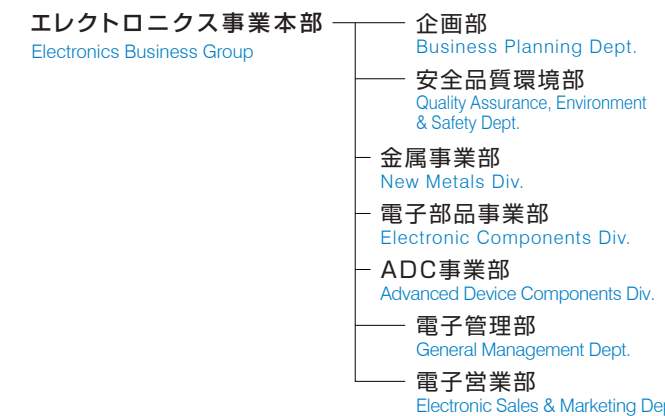 エレクトロニクス事業本部
Electronics Business Group
企画部
Business Planning Dept.
安全品質環境部
Quality Assurance, Environment
& Safety Dept.
金属事業部
New Metals Div.
電子部品事業部
Electronic Components Div.
ADC事業部
Advanced Device Components Div.
電子管理部
General Management Dept.
電子営業部
Electronic Sales & Marketing